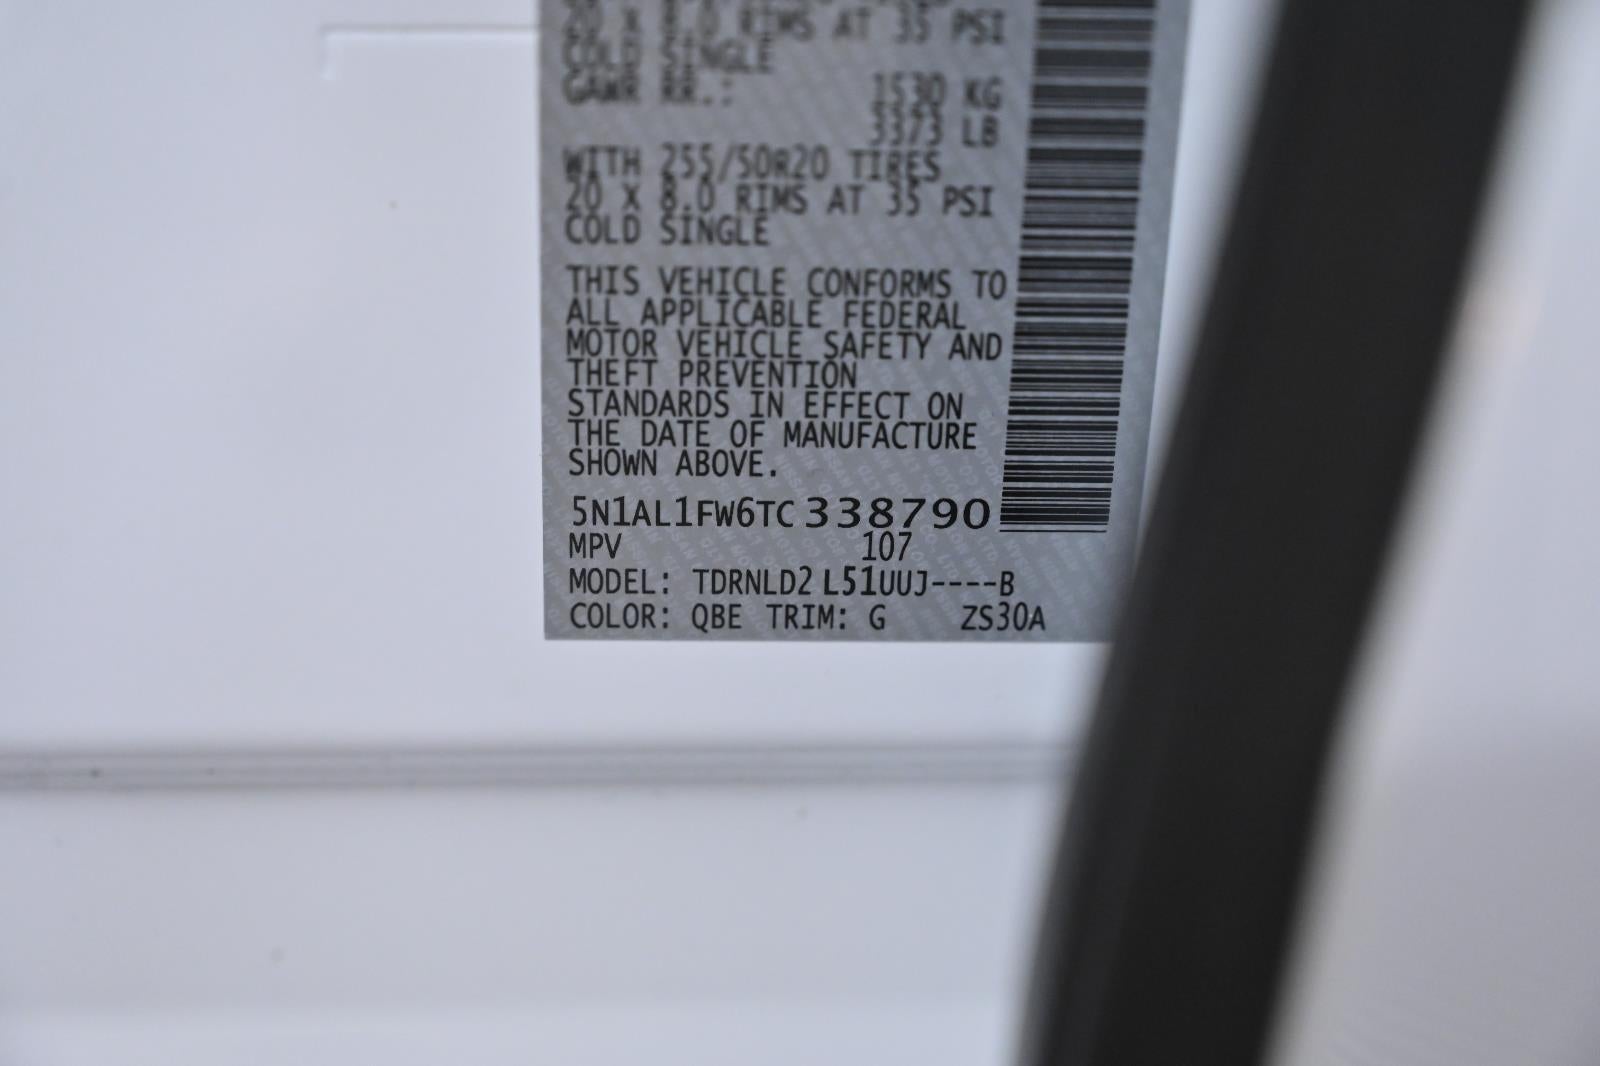 20 X 8.0 RIMS AT 35 PSI
COLD SINGLE
GAWR RR.: 1530 KG
3373 LB
WITH 255/50R20 TIRES
20 X 8.0 RIMS AT 35 PSI
COLD SINGLE
THIS VEHICLE CONFORMS TO
ALL APPLICABLE FEDERAL
MOTOR VEHICLE SAFETY AND
THEFT PREVENTION
STANDARDS IN EFFECT ON
THE DATE OF MANUFACTURE
SHOWN ABOVE.
5N1AL1FW6TC338790
MPV 107
MODEL: TDRNLD2 L51UUJ----B
COLOR: QBE TRIM: G ZS30A